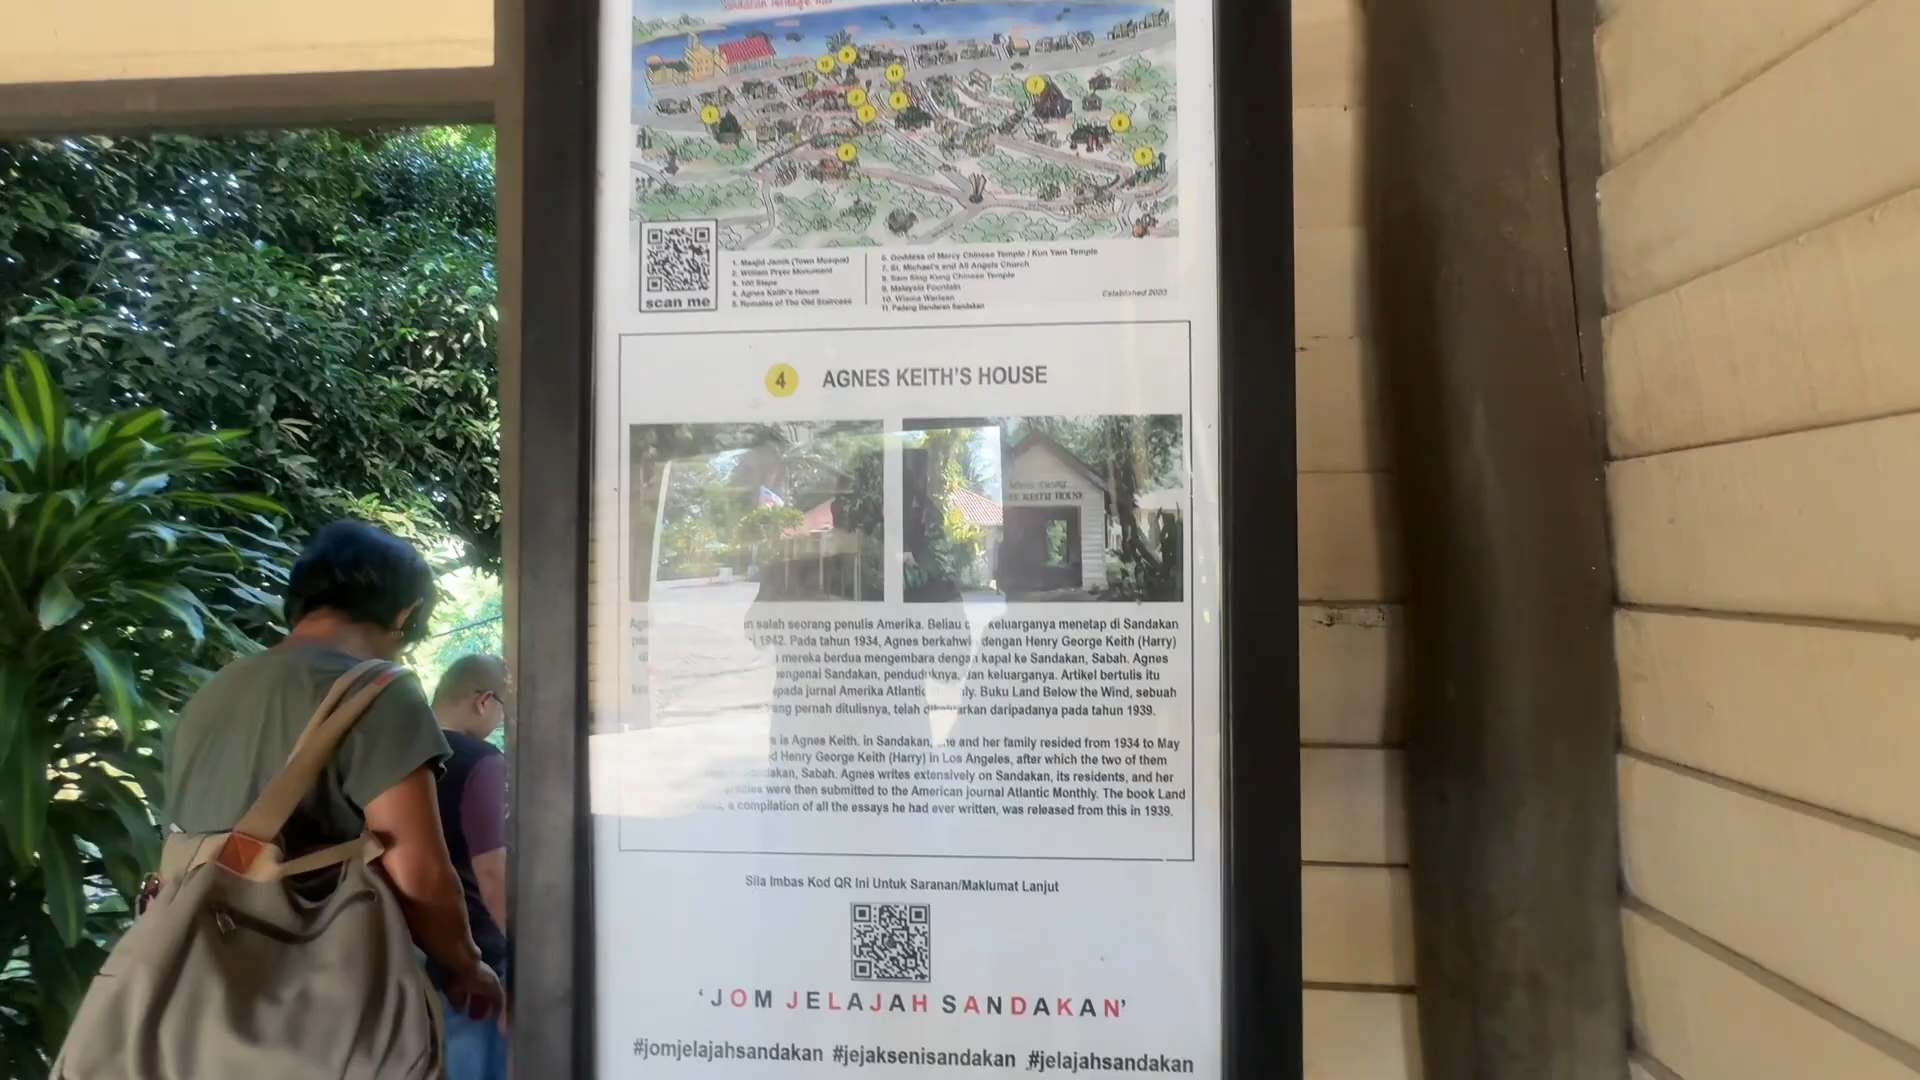 Sandakan Heritage Trail
scan me
1. Masjid Jamik (Town Mosque)
2. William Pryer Monument
3. 100 Steps
4. Agnes Keith's House
5. Remains of The Old Staircase
6. Goddess of Mercy Chinese Temple / Kun Yam Temple
7. St. Michael's and All Angels Church
8. Sam Sing Kung Chinese Temple
9. Malaysia Fountain
10. Wisma Warisan
11. Padang Bandaran Sandakan
Established 2003
4 AGNES KEITH'S HOUSE
KEITH HOUSE
salah seorang penulis Amerika. Beliau keluarganya menetap di Sandakan
1942. Pada tahun 1934, Agnes berkahwi dengan Henry George Keith (Harry)
mereka berdua mengembara dengan kapal ke Sandakan, Sabah. Agnes
mengenai Sandakan, penduduknya, dan keluarganya. Artikel bertulis itu
kepada jurnal Amerika Atlantic Buku Land Below the Wind, sebuah
yang pernah ditulisnya, telah dikeluarkan daripadanya pada tahun 1939.
is Agnes Keith. in Sandakan, she and her family resided from 1934 to May
Henry George Keith (Harry) in Los Angeles, after which the two of them
Sandakan, Sabah. Agnes writes extensively on Sandakan, its residents, and her
were then submitted to the American journal Atlantic Monthly. The book Land
a compilation of all the essays he had ever written, was released from this in 1939.
Sila Imbas Kod QR Ini Untuk Saranan/Maklumat Lanjut
'JOM JELAJAH SANDAKAN'
#jomjelajahsandakan #jejaksenisandakan #jelajahsandakan